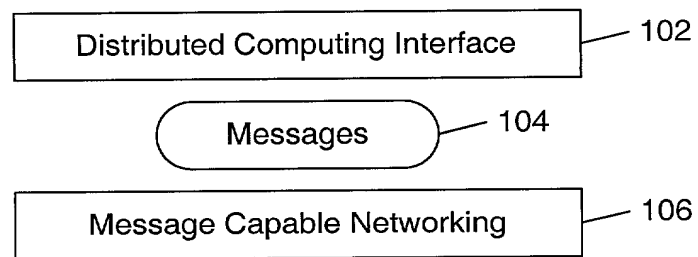 Distributed Computing Interface 102
Messages 104
Message Capable Networking 106